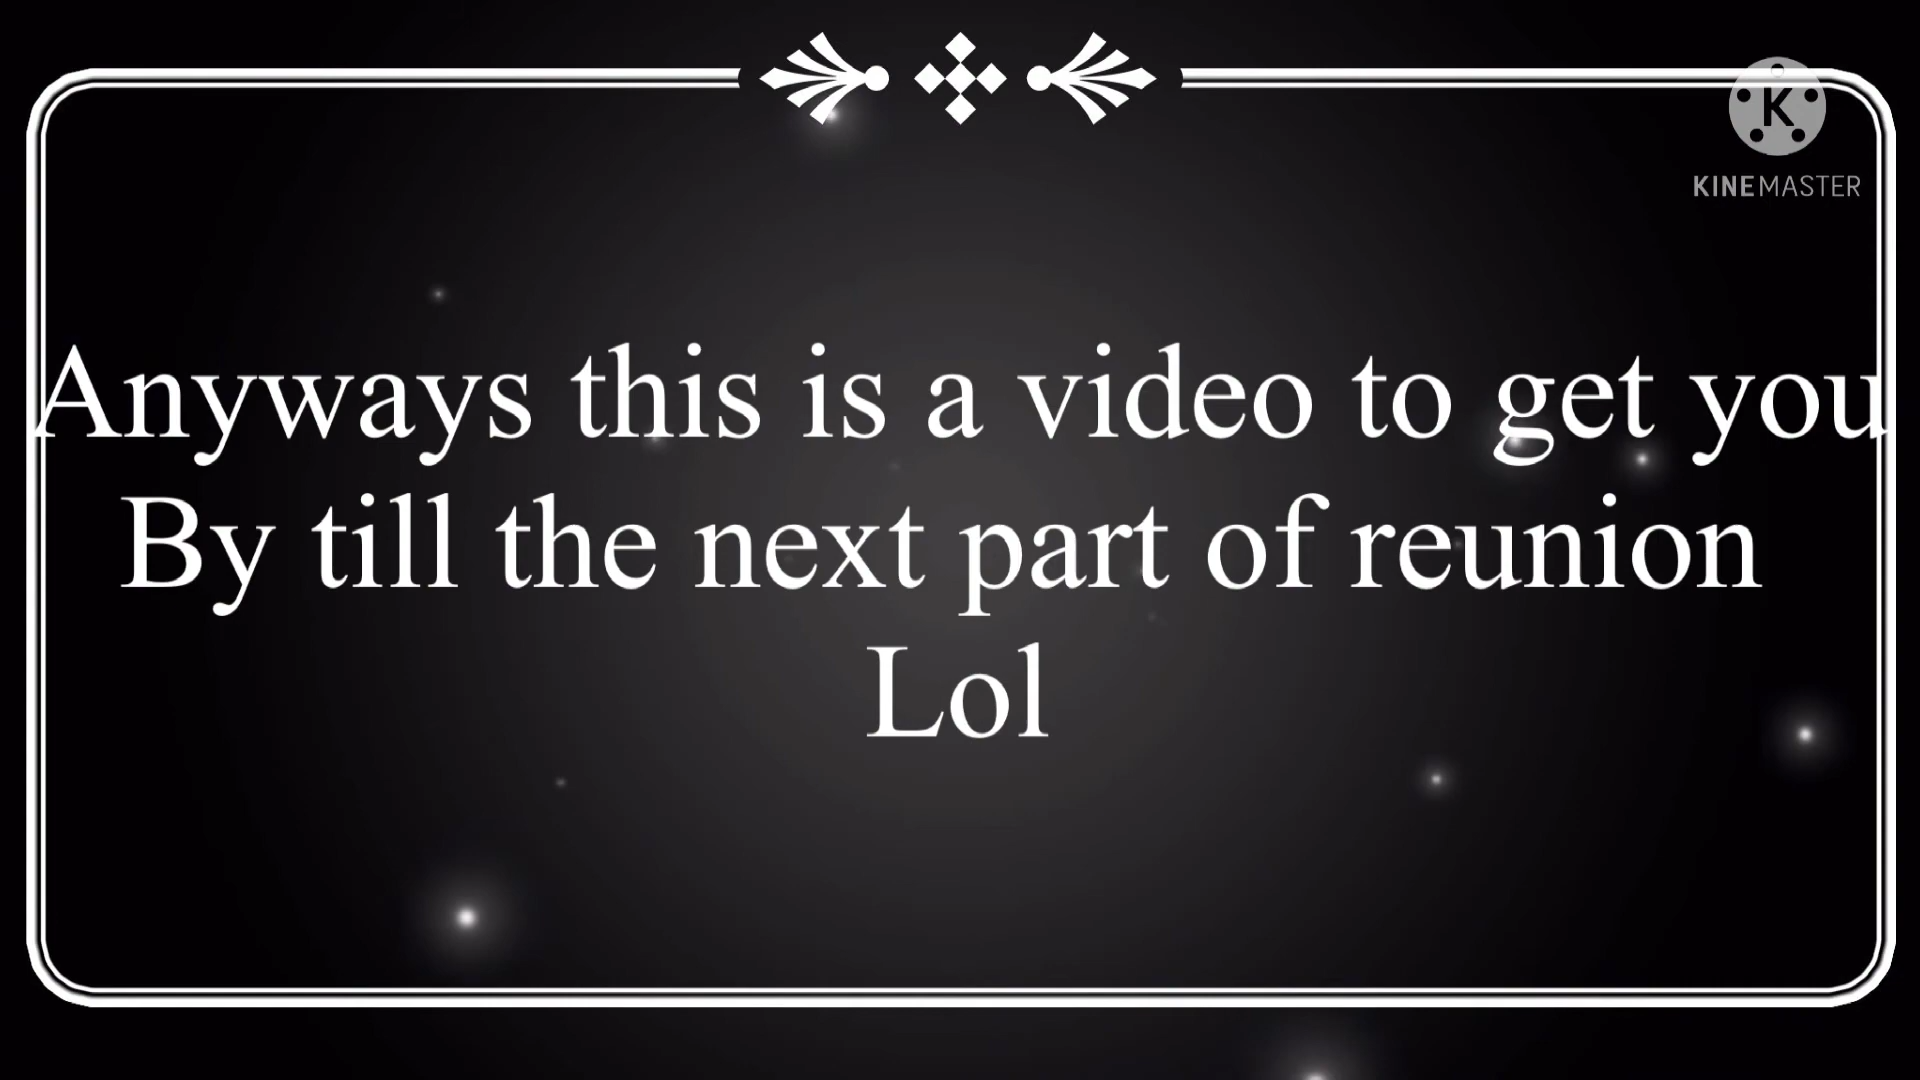 K
KINEMASTER
Anyways this is a video to get you
By till the next part of reunion
Lol